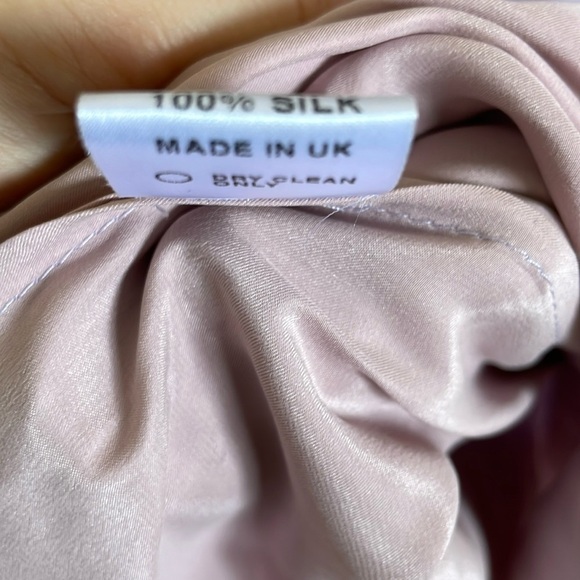 100% SILK
MADE IN UK
DRY CLEAN
ONLY